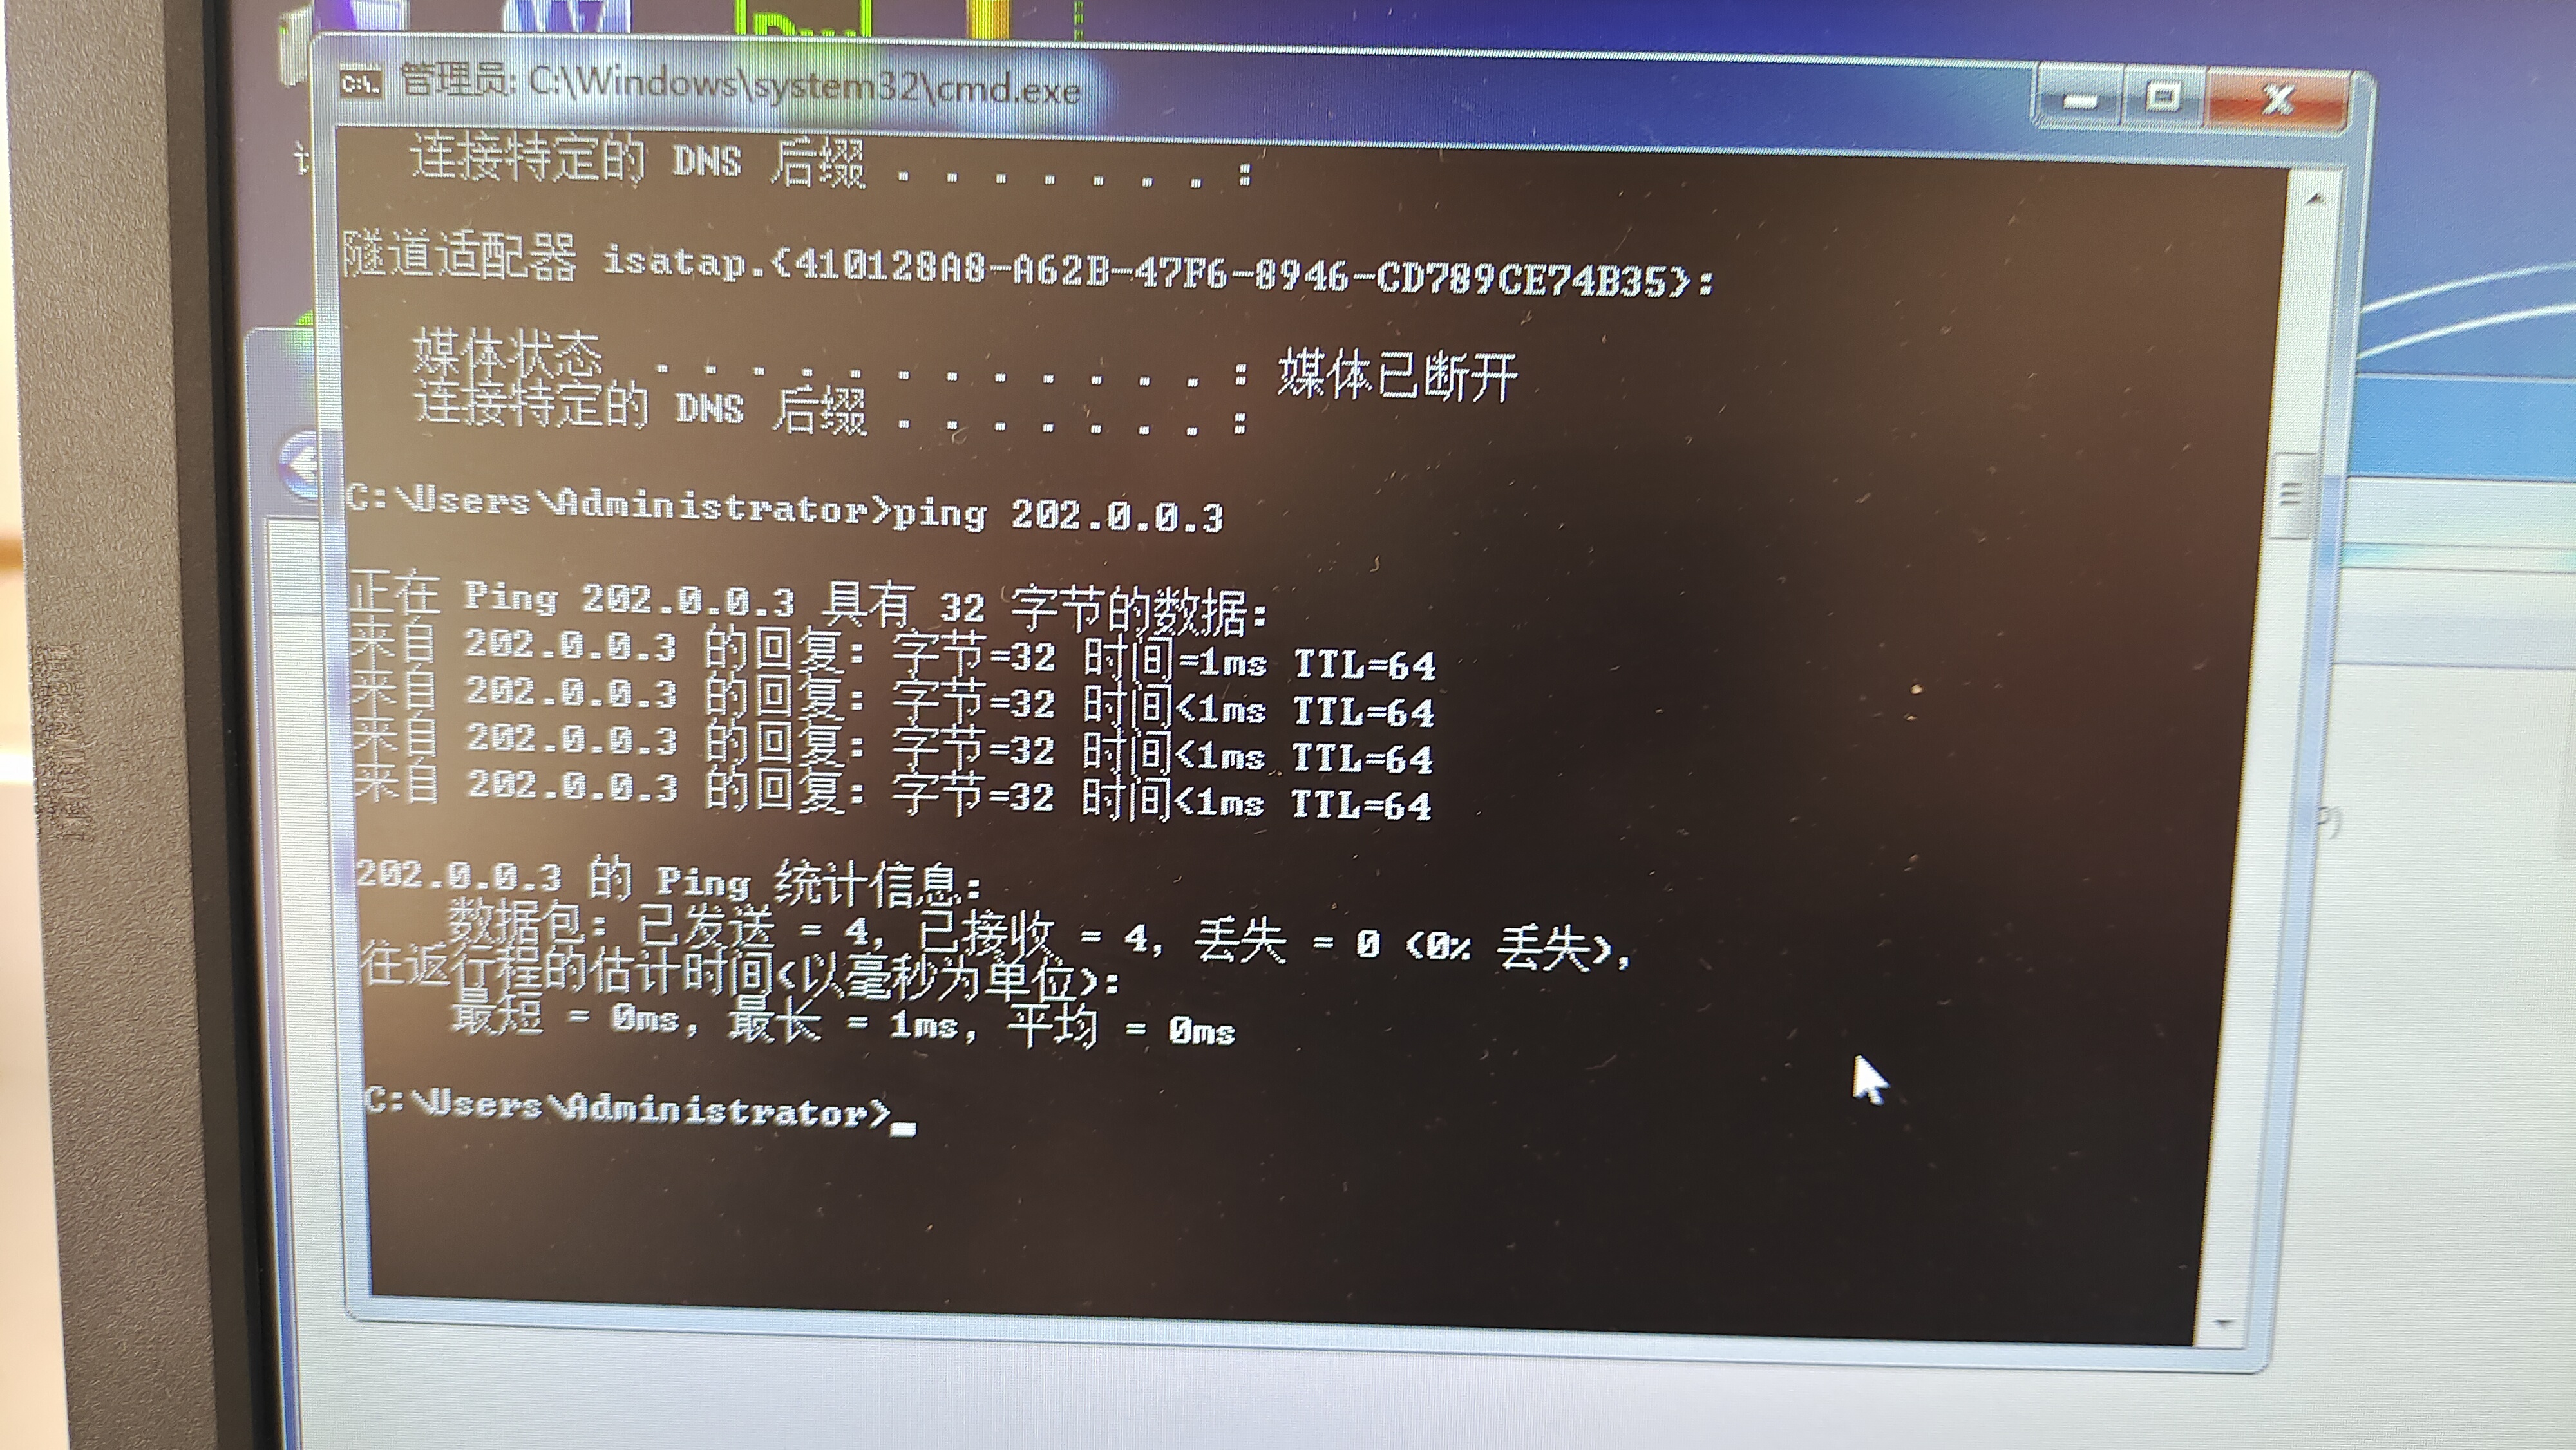 管理员: C:\Windows\system32\cmd.exe
连接特定的 DNS 后缀 . . . . . . . :
隧道适配器 isatap.{410128A8-A62B-47F6-8946-CD789CE74B35}:
媒体状态  . . . . . . . . . . . . : 媒体已断开
连接特定的 DNS 后缀 . . . . . . . :
C:\Users\Administrator>ping 202.0.0.3
正在 Ping 202.0.0.3 具有 32 字节的数据:
来自 202.0.0.3 的回复: 字节=32 时间=1ms TTL=64
来自 202.0.0.3 的回复: 字节=32 时间<1ms TTL=64
来自 202.0.0.3 的回复: 字节=32 时间<1ms TTL=64
来自 202.0.0.3 的回复: 字节=32 时间<1ms TTL=64
202.0.0.3 的 Ping 统计信息:
数据包: 已发送 = 4, 已接收 = 4, 丢失 = 0 (0% 丢失),
往返行程的估计时间(以毫秒为单位):
最短 = 0ms, 最长 = 1ms, 平均 = 0ms
C:\Users\Administrator>_